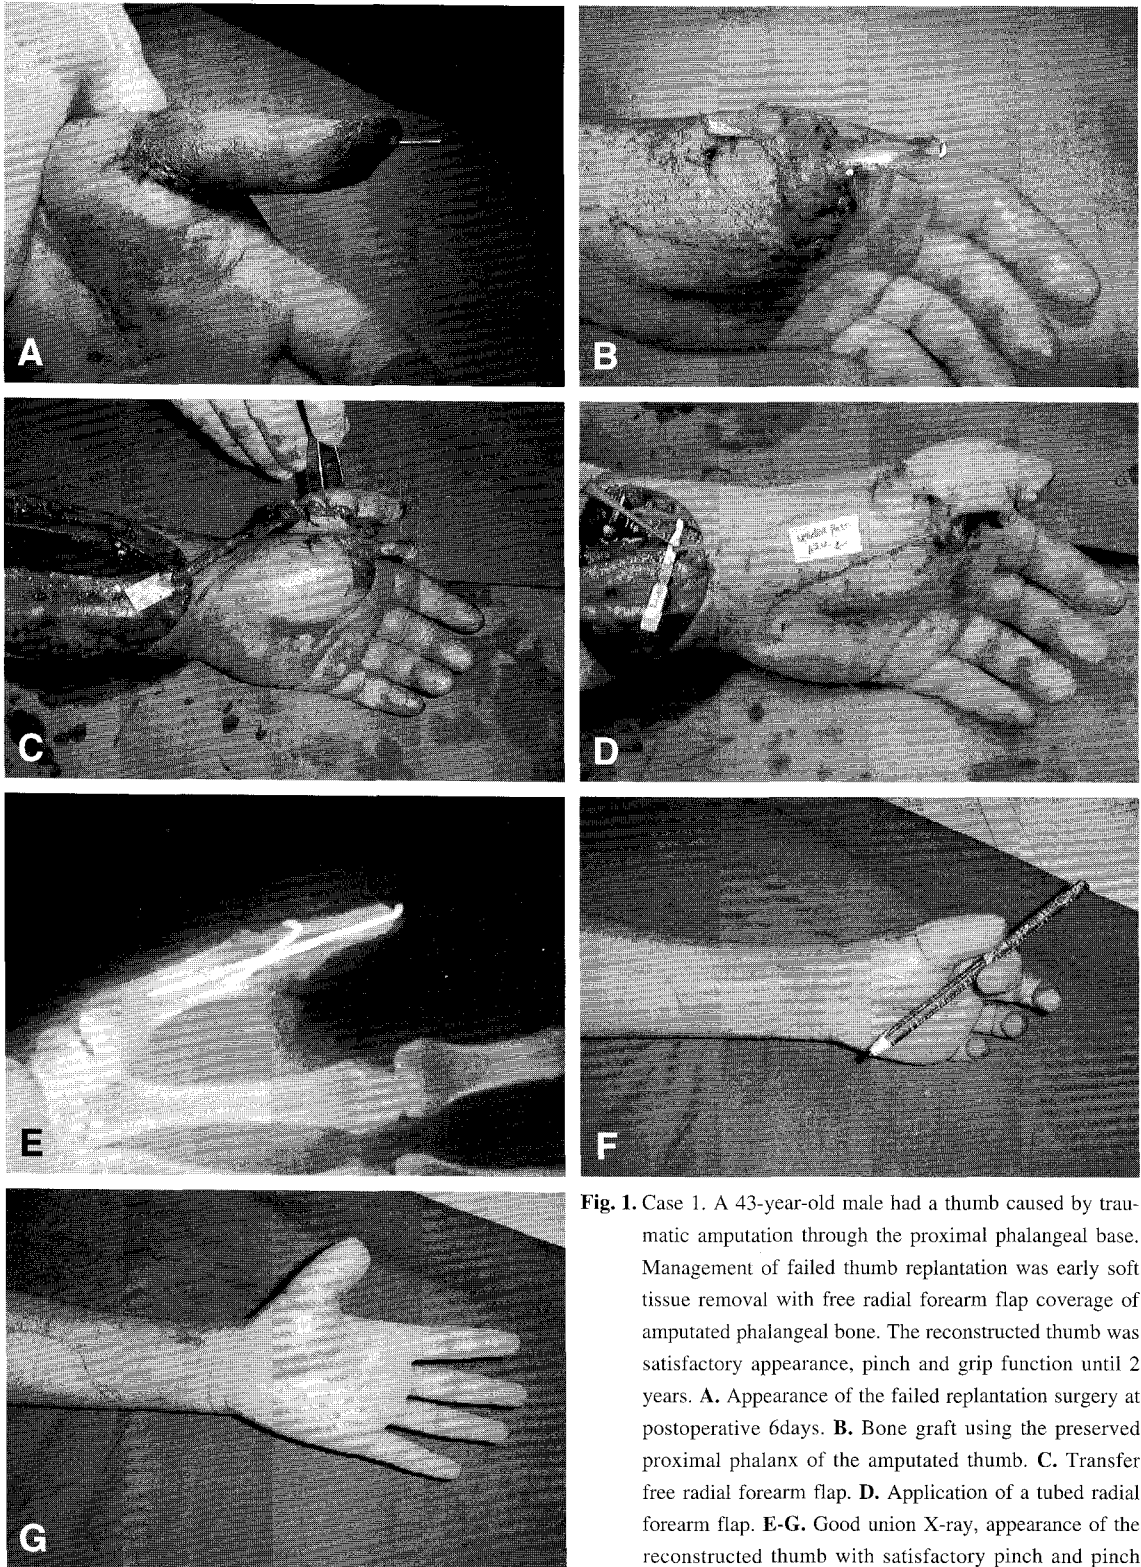 A
B
C
D
E
F
G
Fig. 1. Case 1. A 43-year-old male had a thumb caused by trau-
matic amputation through the proximal phalangeal base.
Management of failed thumb replantation was early soft
tissue removal with free radial forearm flap coverage of
amputated phalangeal bone. The reconstructed thumb was
satisfactory appearance, pinch and grip function until 2
years. A. Appearance of the failed replantation surgery at
postoperative 6days. B. Bone graft using the preserved
proximal phalanx of the amputated thumb. C. Transfer
free radial forearm flap. D. Application of a tubed radial
forearm flap. E-G. Good union X-ray, appearance of the
reconstructed thumb with satisfactory pinch and pinch